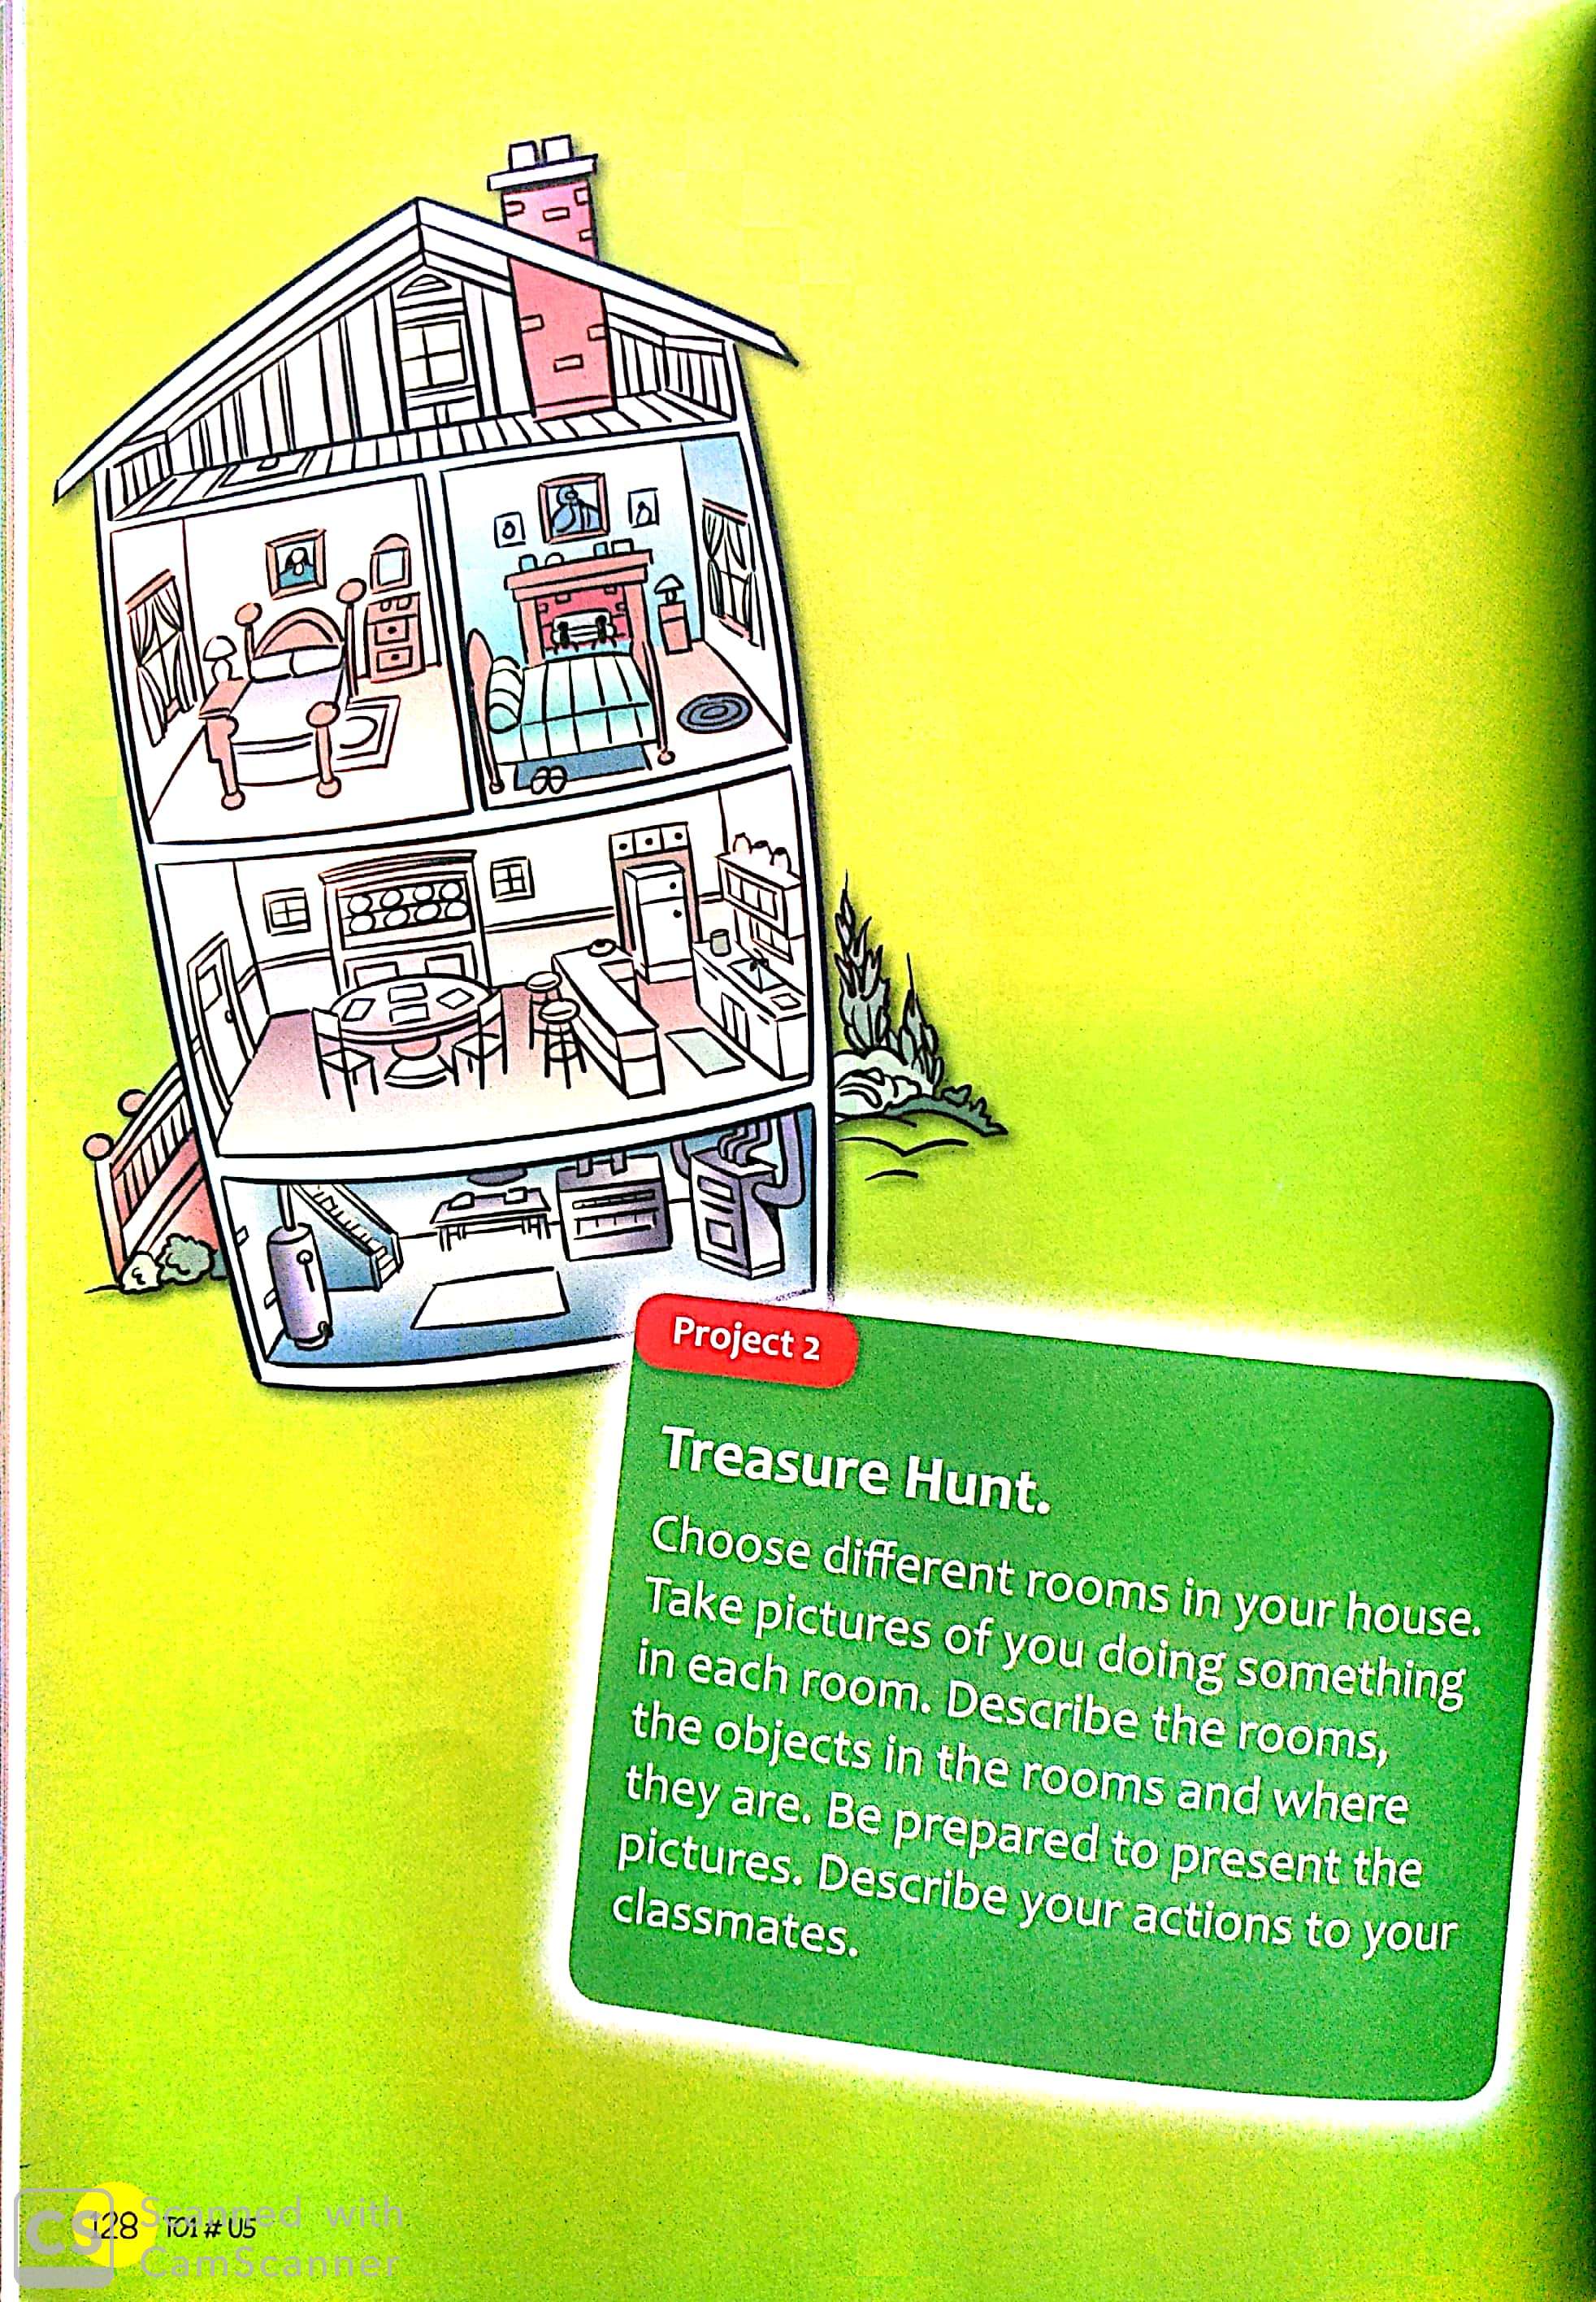 Project 2
Treasure Hunt.
Choose different rooms in your house.
Take pictures of you doing something
in each room. Describe the rooms,
the objects in the rooms and where
they are. Be prepared to present the
pictures. Describe your actions to your
classmates.
128 TO1 # U5
CS Scanned with
CamScanner